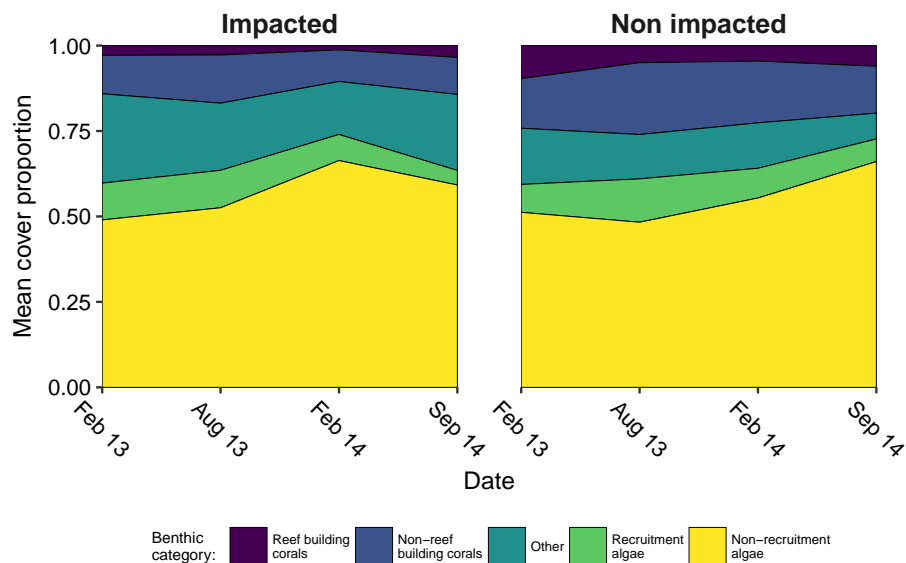 Impacted
Non impacted
Mean cover proportion
1.00
0.75
0.50
0.25
0.00
Feb 13
Aug 13
Feb 14
Sep 14
Feb 13
Aug 13
Feb 14
Sep 14
Date
Benthic
category:
Reef building
corals
Non−reef
building corals
Other
Recruitment
algae
Non−recruitment
algae